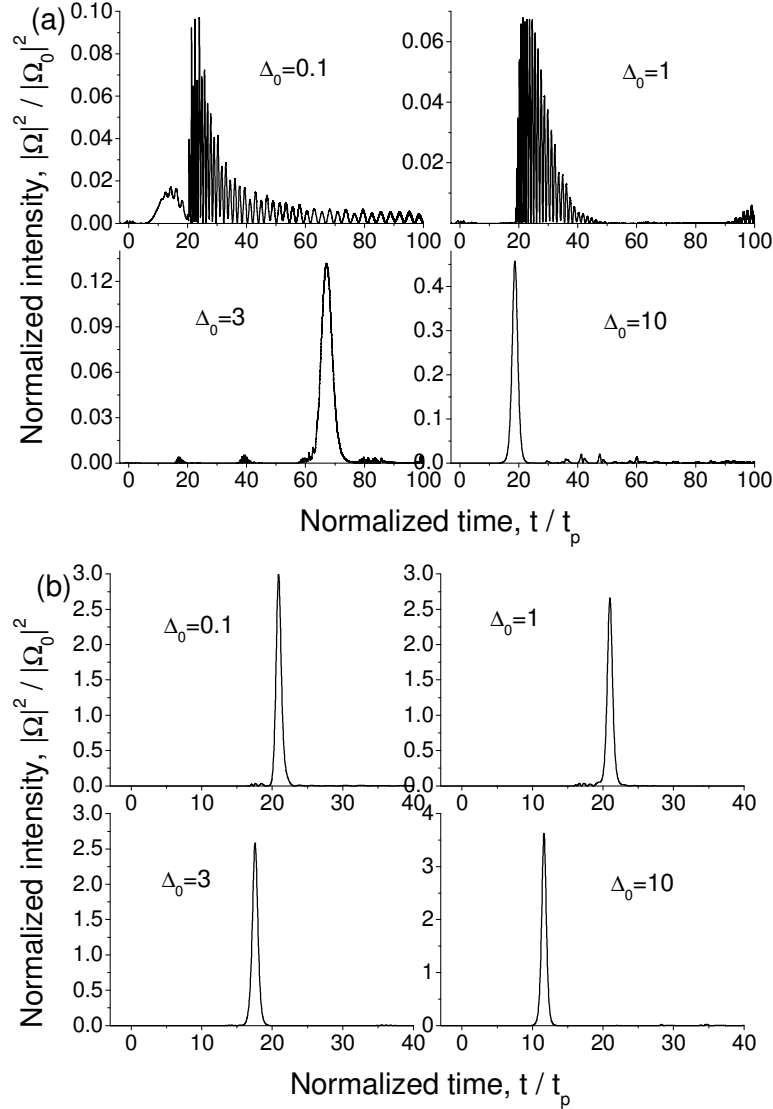 (a)
Normalized intensity, |Ω|² / |Ω₀|²
0.10
0.08
0.06
0.04
0.02
0.00
Δ₀=0.1
0 20 40 60 80 100
0.06
0.04
0.02
Δ₀=1
0 20 40 60 80 100
0.12
0.09
0.06
0.03
0.00
Δ₀=3
0 20 40 60 80 100
0.4
0.3
0.2
0.1
0.0
Δ₀=10
0 20 40 60 80 100
Normalized time, t / tₚ
(b)
Normalized intensity, |Ω|² / |Ω₀|²
3.0
2.5
2.0
1.5
1.0
0.5
0.0
Δ₀=0.1
0 10 20 30 40
3.0
2.5
2.0
1.5
1.0
0.5
0.0
Δ₀=1
0 10 20 30 40
3.0
2.5
2.0
1.5
1.0
0.5
0.0
Δ₀=3
0 10 20 30 40
4
3
2
1
0
Δ₀=10
0 10 20 30 40
Normalized time, t / tₚ